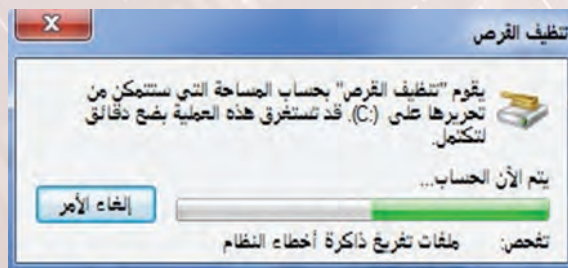 تنظيف القرص
يقوم "تنظيف القرص" بحساب المساحة التي ستتمكن من
تحريرها على (C:). قد تستغرق هذه العملية بضع دقائق
لتكتمل.
يتم الآن الحساب...
إلغاء الأمر
تفحص: ملفات تفريغ ذاكرة أخطاء النظام